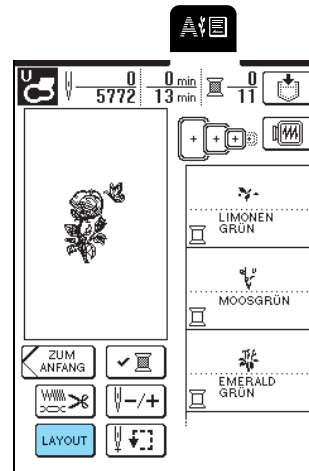 A
U
0 0 min 0
5772 13 min 11
LIMONEN
GRÜN
MOOSGRÜN
EMERALD
GRÜN
ZUM
ANFANG
-/+
LAYOUT